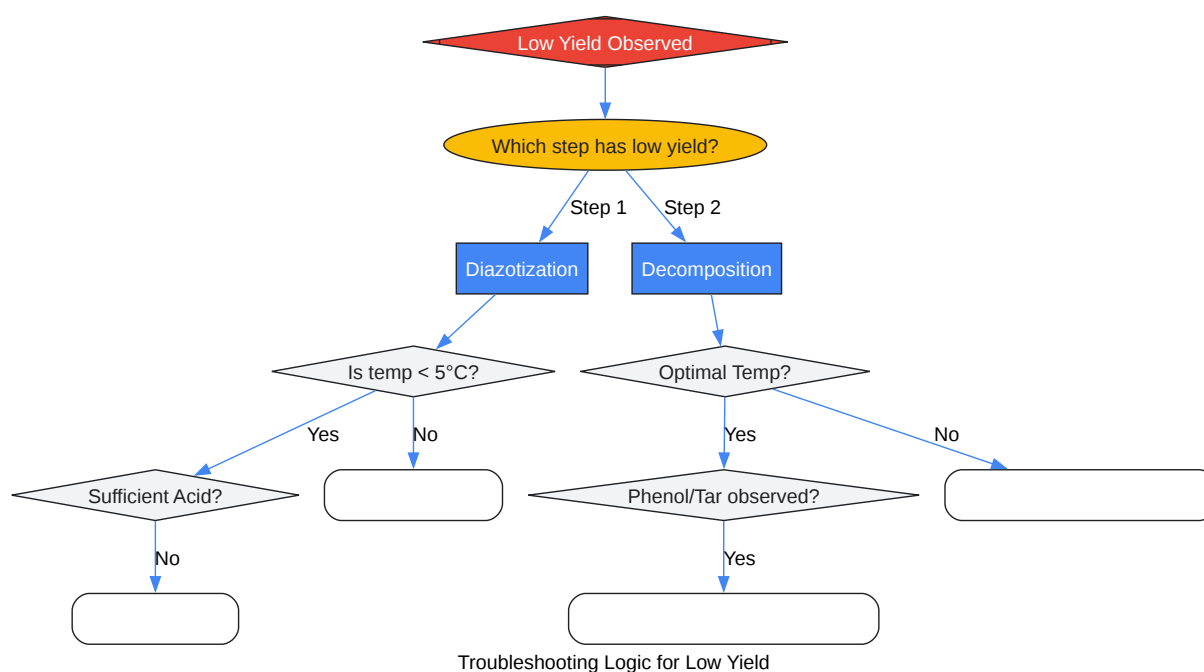 Low Yield Observed
Which step has low yield?
Step 1
Step 2
Diazotization
Decomposition
Is temp < 5°C?
Optimal Temp?
Yes
No
Yes
No
Sufficient Acid?
Phenol/Tar observed?
No
Yes
Troubleshooting Logic for Low Yield